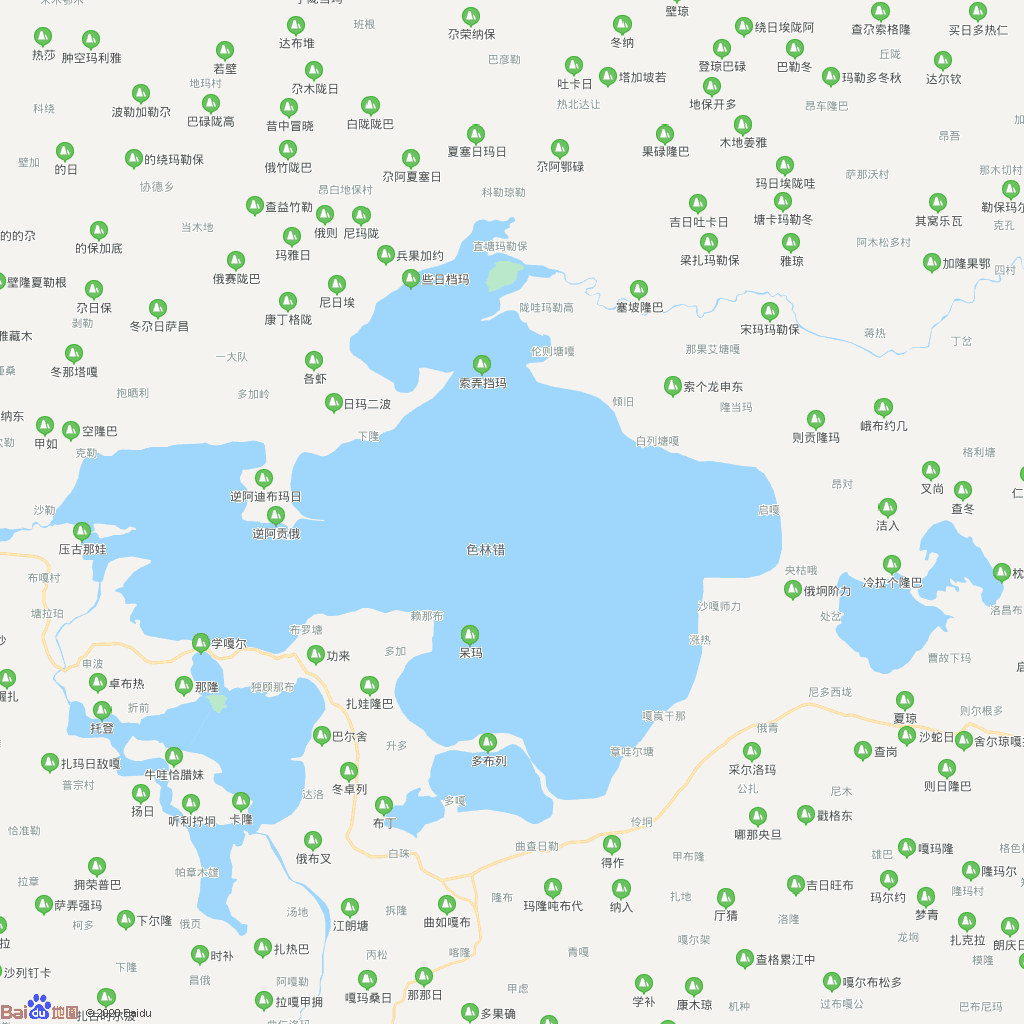 班根
尕荣纳保
冬纳
壁琼
绕日埃陇阿
查尕索格隆
买日多热仁
热莎
肿空玛利雅
达布堆
若壁
巴彦勒
登琼巴碌
巴勒冬
丘陇
地玛村
尕木陇日
吐卡日
塔加坡若
玛勒多冬秋
达尔钦
科绕
波勒加勒尕
巴碌陇高
昔中冒晓
白陇陇巴
热北达让
地保开多
昂车隆巴
木地姜雅
昂吾
夏塞日玛日
果碌隆巴
壁加
的日
的绕玛勒保
俄竹陇巴
尕阿夏塞日
尕阿鄂碌
玛日埃陇哇
萨那沃村
那木切村
协德乡
昂白地保村
科勒琼勒
查益竹勒
俄则
尼玛陇
吉日吐卡日
塘卡玛勒冬
其窝乐瓦
勒保玛尔
克孔
当木地
的的尕
的保加底
玛雅日
直塘玛勒保
梁扎玛勒保
雅琼
阿木松多村
兵果加约
俄赛陇巴
加隆果鄂
四村
壁隆夏勒根
尼日埃
些日档玛
尕日保
康丁格陇
陇哇玛勒高
塞坡隆巴
剥勒
冬尕日萨昌
宋玛玛勒保
蒋热
雅藏木
丁岔
冬那塔嘎
一大队
各虾
伦则塘嘎
那果艾塘嘎
索弄挡玛
索个龙申东
抱晒利
多加岭
日玛二波
倾旧
隆当玛
纳东
则贡隆玛
峨布约几
甲如
空隆巴
下隆
白列塘嘎
克勒
格利塘
逆阿迪布玛日
昂对
叉尚
查冬
沙勒
启嘎
洁入
逆阿贡俄
压古那娃
色林错
央枯哦
冷拉个隆巴
布嘎村
俄坰阶力
塘拉珀
沙嘎师力
处岔
洛昌布
赖那布
布罗塘
学嘎尔
呆玛
涨热
申波
功来
多加
曹故下玛
卓布热
那隆
独顾那布
扎娃隆巴
尼多西垅
折前
夏琼
则尔根多
托登
嘎嵩干那
俄青
巴尔舍
升多
沙蛇日
多布列
章哇尔塘
查岗
扎玛日敌嘎
牛哇恰腊妹
冬卓列
采尔洛玛
则日隆巴
普宗村
公扎
尼木
扬日
听利拧坰
卡隆
达洛
布丁
多嘎
恰准勒
哪那央旦
戳格东
怜坰
俄布叉
白珠
曲查日勒
得作
甲布隆
雄巴
嘎玛隆
拥荣普巴
帕章木雄
隆玛尔
拉章
玛隆吨布代
纳入
扎地
吉日旺布
玛尔约
隆玛村
萨弄强玛
下尔隆
汤地
江朗塘
拆隆
曲如嘎布
隆布
厅猜
洛隆
梦青
柯多
俄页
扎克拉
朗庆日
时补
扎热巴
丙松
喀隆
青嘎
嘎尔架
查格累江中
龙坰
模隆
沙列钉卡
下隆
昌俄
阿嘎勒
嘎玛桑日
那那日
甲虑
学补
康木琼
嘎尔布松多
拉嘎甲拥
多果确
机种
过布嘎公
巴布尼玛
Bai du 地图
© 2020 Baidu